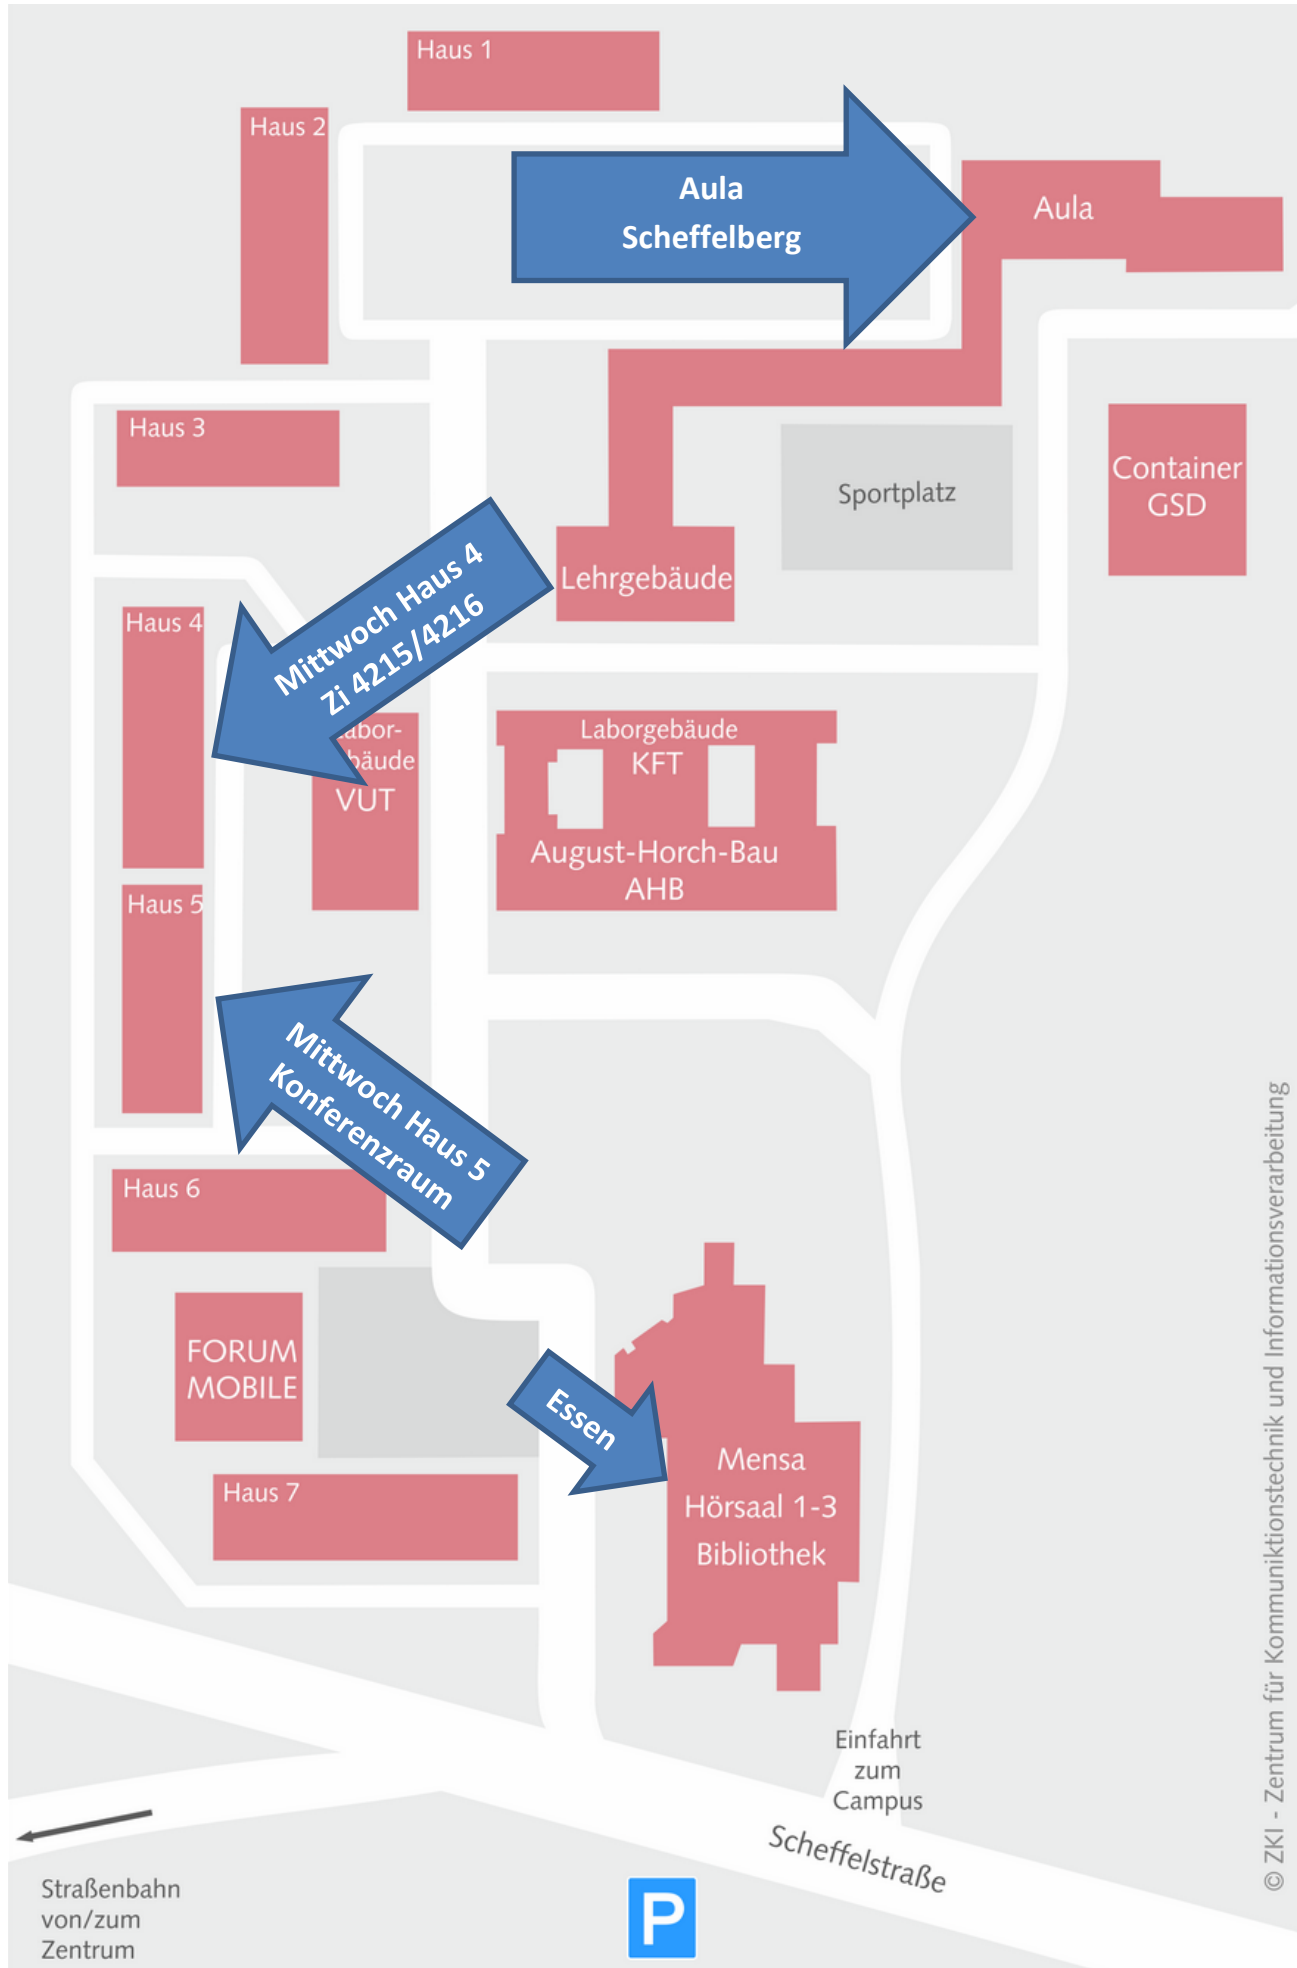 Haus 1
Haus 2
Aula
Scheffelberg
Aula
Haus 3
Container
GSD
Sportplatz
Lehrgebäude
Mittwoch Haus 4
Zi 4215/4216
Haus 4
VUT
Laborgebäude
KFT
August-Horch-Bau
AHB
Haus 5
Mittwoch Haus 5
Konferenzraum
Haus 6
FORUM
MOBILE
Essen
Mensa
Hörsaal 1-3
Bibliothek
Haus 7
Einfahrt
zum
Campus
Scheffelstraße
Straßenbahn
von/zum
Zentrum
P
© ZKI - Zentrum für Kommuniktionstechnik und Informationsverarbeitung